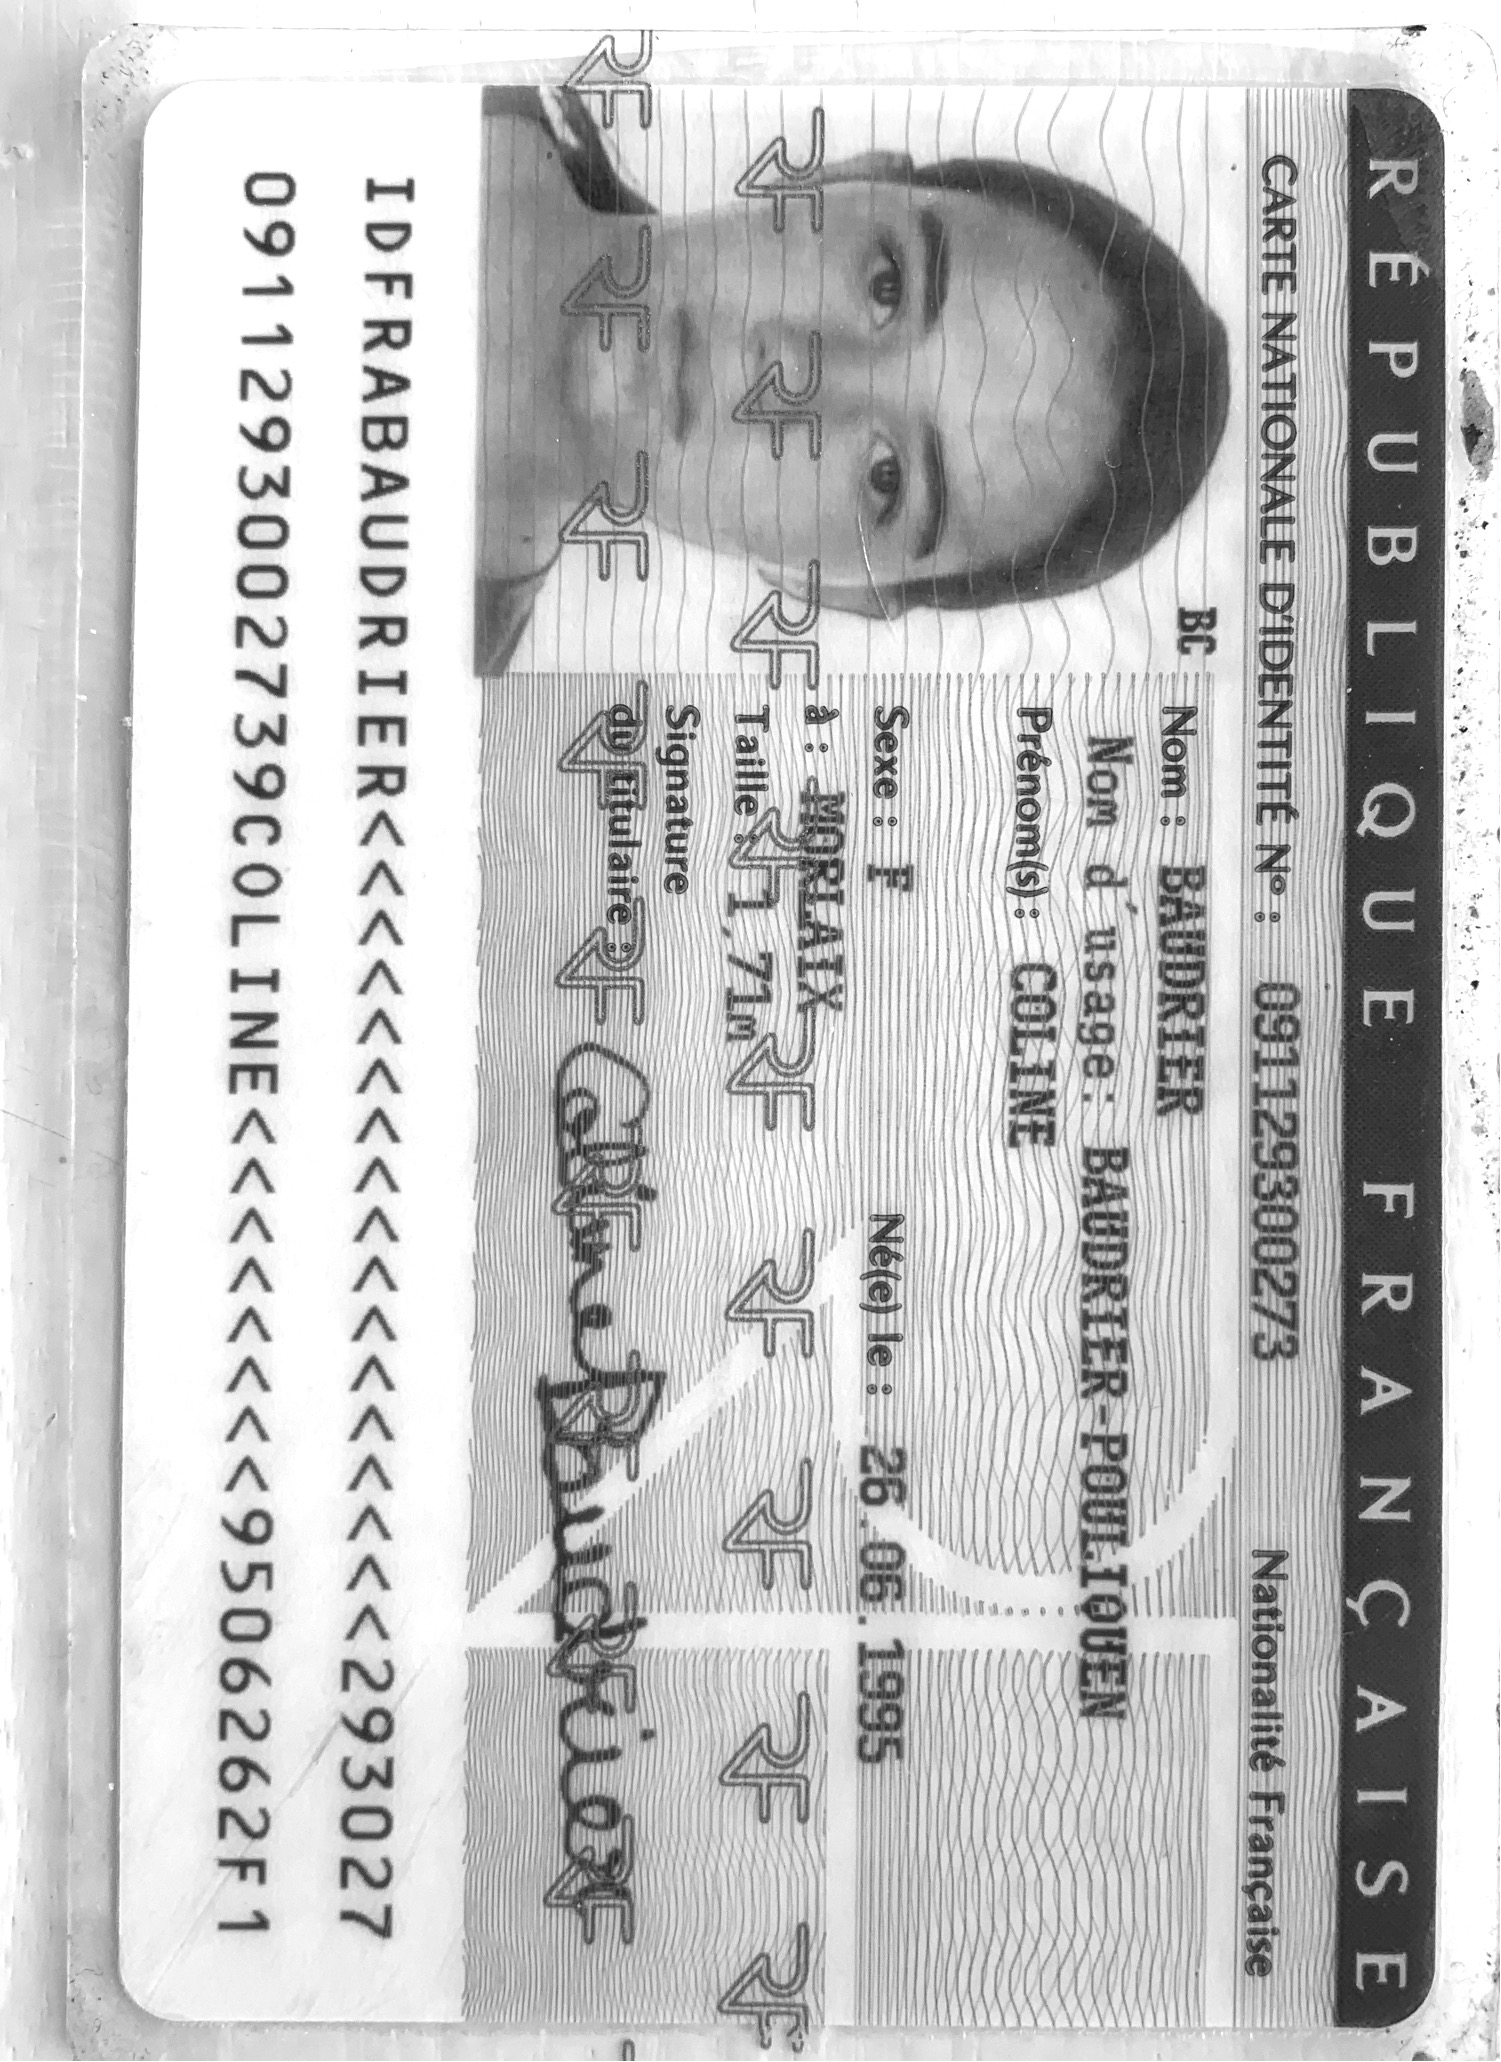 RÉPUBLIQUE FRANÇAISE
CARTE NATIONALE D'IDENTITÉ N° : 091129300273 Nationalité Française
BC
Nom : BAUDRIER
Nom d'usage: BAUDRIER-POULIQUEN
Prénom(s) : COLINE
Sexe : F Né(e) le : 26.06.1995
à : MORLAIX
Taille : 1,71m
Signature
du titulaire :
Coline Baudrier
RF RF RF RF RF RF RF RF RF
RF RF RF RF RF RF RF RF RF
IDFRABAUDRIER<<<<<<<<<<<<<<<<<293027
0911293002739COLINE<<<<<<<<9506262F1